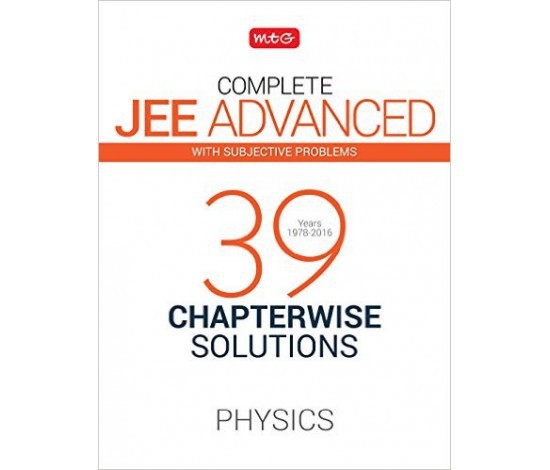 mtG
COMPLETE
JEE ADVANCED
WITH SUBJECTIVE PROBLEMS
39
Years
1978-2016
CHAPTERWISE
SOLUTIONS
PHYSICS